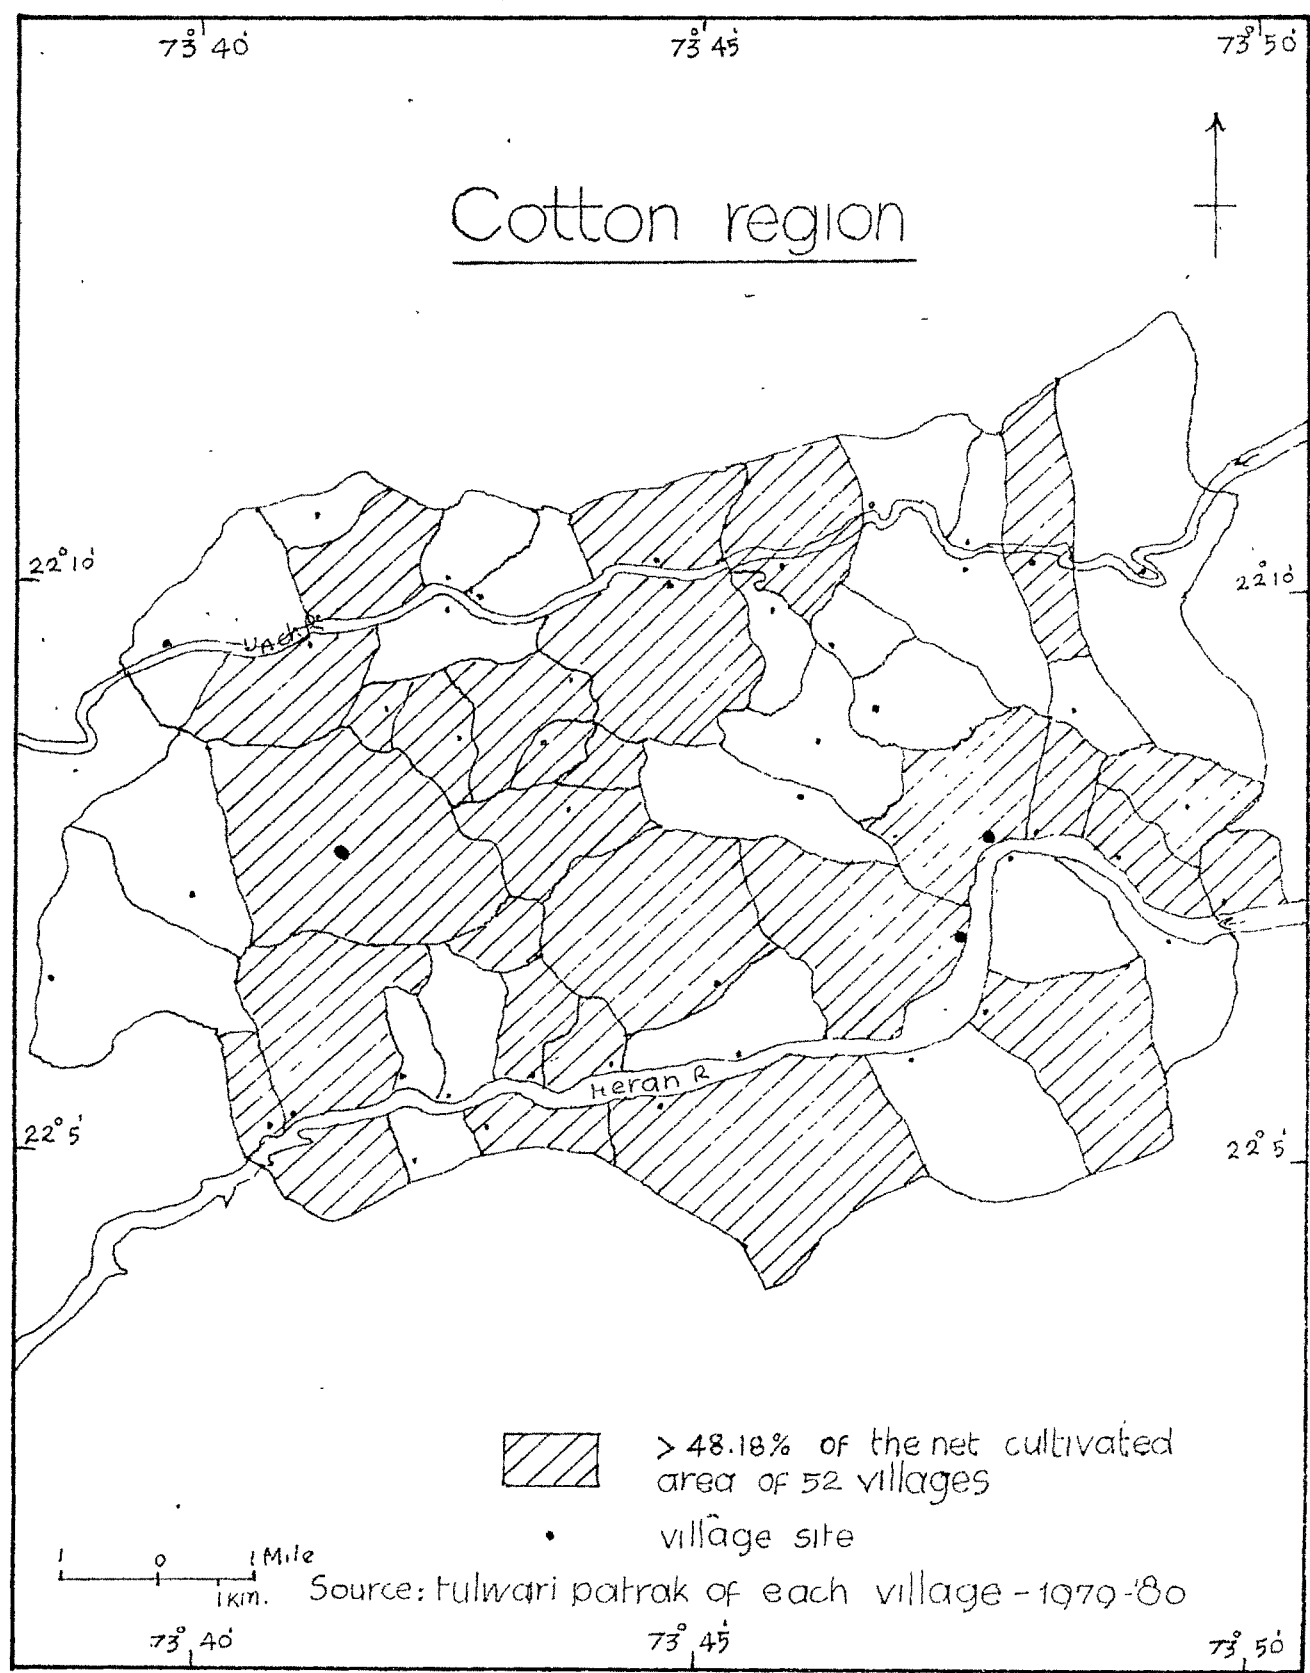 73° 40'
73° 45'
73° 50'
Cotton region
22° 10'
22° 10'
Heran R
22° 5'
22° 5'
> 48.18% of the net cultivated
area of 52 villages
village site
1 0 1 Mile
1 Km.
Source: tulwari patrak of each village - 1979-'80
73° 40'
73° 45'
73° 50'